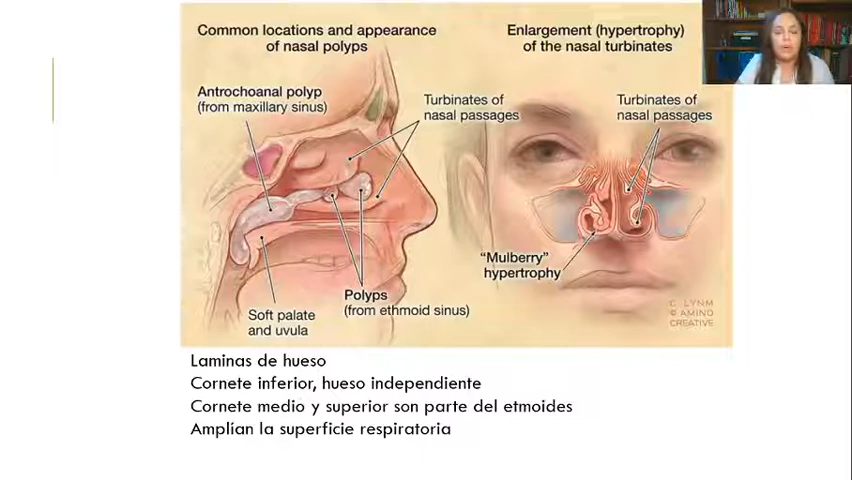 Common locations and appearance
of nasal polyps
Enlargement (hypertrophy)
of the nasal turbinates
Antrochoanal polyp
(from maxillary sinus)
Turbinates of
nasal passages
Turbinates of
nasal passages
"Mulberry"
hypertrophy
Polyps
(from ethmoid sinus)
Soft palate
and uvula
C LYNM
© AMINO
CREATIVE
Laminas de hueso
Cornete inferior, hueso independiente
Cornete medio y superior son parte del etmoides
Amplían la superficie respiratoria